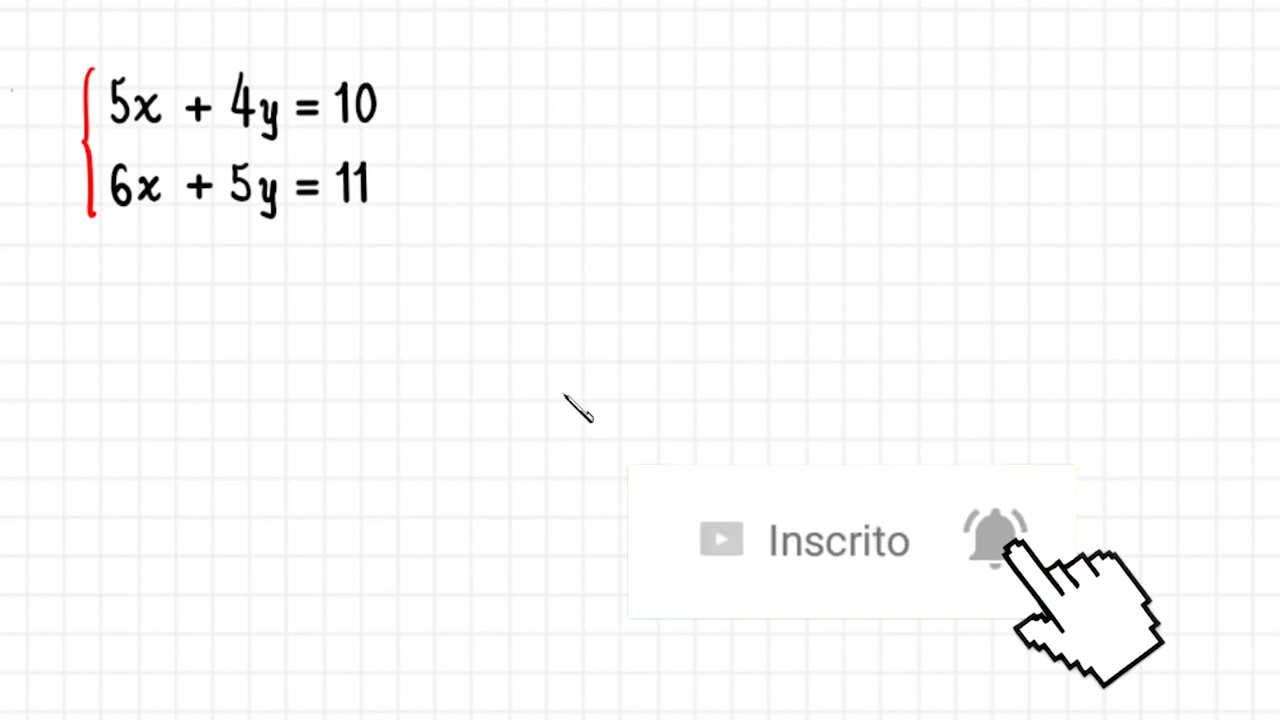 5x + 4y = 10
6x + 5y = 11
Inscrito